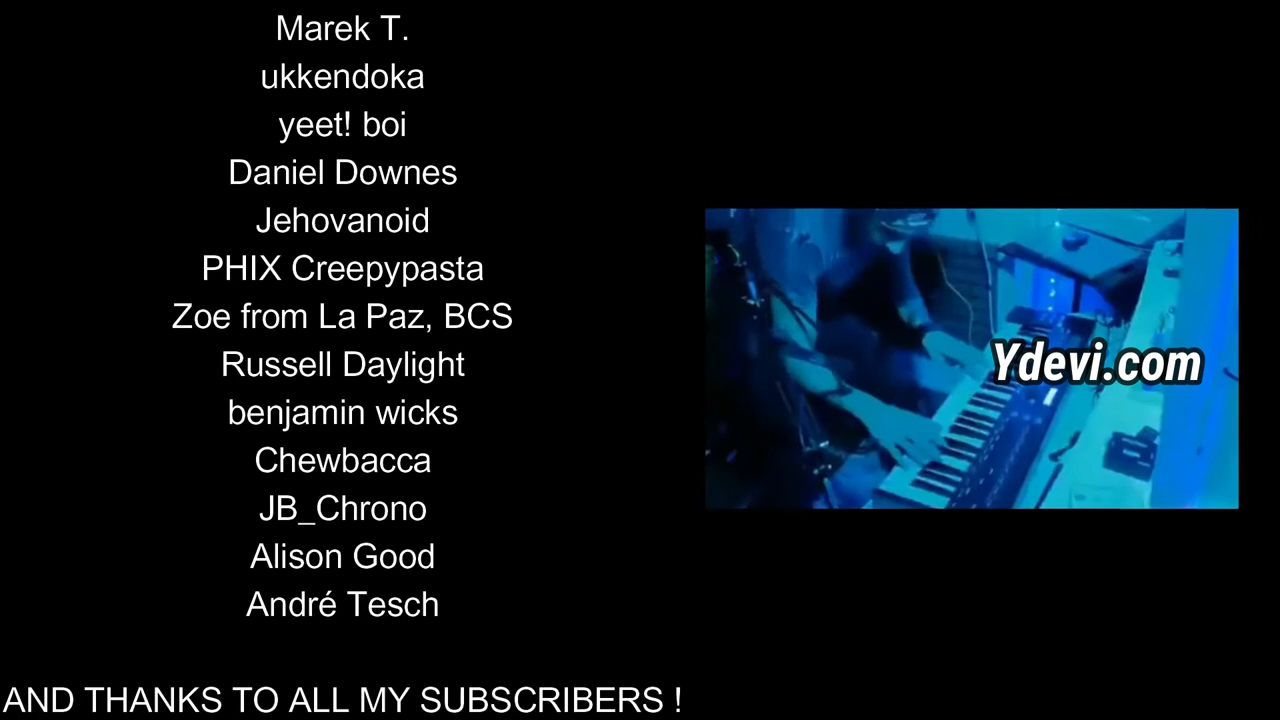 Marek T.
ukkendoka
yeet! boi
Daniel Downes
Jehovanoid
PHIX Creepypasta
Zoe from La Paz, BCS
Russell Daylight
benjamin wicks
Chewbacca
JB_Chrono
Alison Good
André Tesch
AND THANKS TO ALL MY SUBSCRIBERS !
Ydevi.com